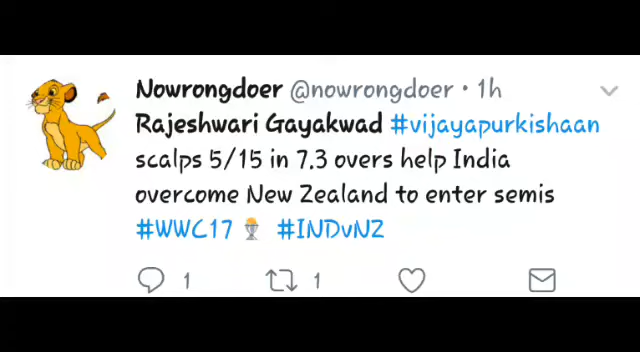 Nowrongdoer @nowrongdoer • 1h
Rajeshwari Gayakwad #vijayapurkishaan
scalps 5/15 in 7.3 overs help India
overcome New Zealand to enter semis
#WWC17 #INDvNZ
1 1